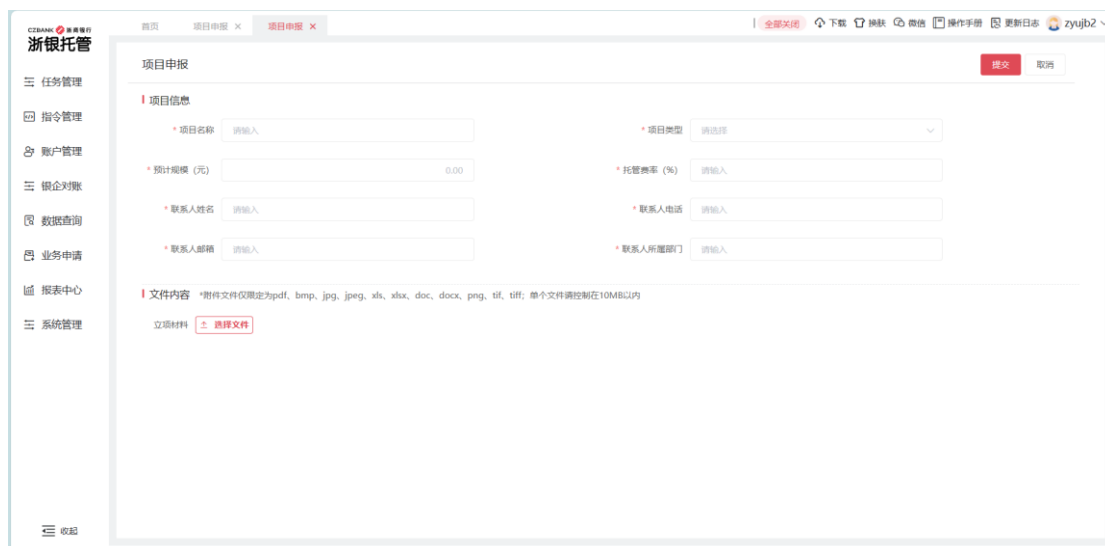 CZBANK 浙商银行
浙银托管
首页 项目申报 × 项目申报 ×
全部关闭 下载 换肤 微信 操作手册 更新日志 zyujb2
任务管理
指令管理
账户管理
银企对账
数据查询
业务申请
报表中心
系统管理
收起
项目申报 提交 取消
项目信息
* 项目名称 请输入 * 项目类型 请选择
* 预计规模 (元) 0.00 * 托管费率 (%) 请输入
* 联系人姓名 请输入 * 联系人电话 请输入
* 联系人邮箱 请输入 * 联系人所属部门 请输入
文件内容 *附件文件仅限定为pdf、bmp、jpg、jpeg、xls、xlsx、doc、docx、png、tif、tiff; 单个文件请控制在10MB以内
立项材料 选择文件